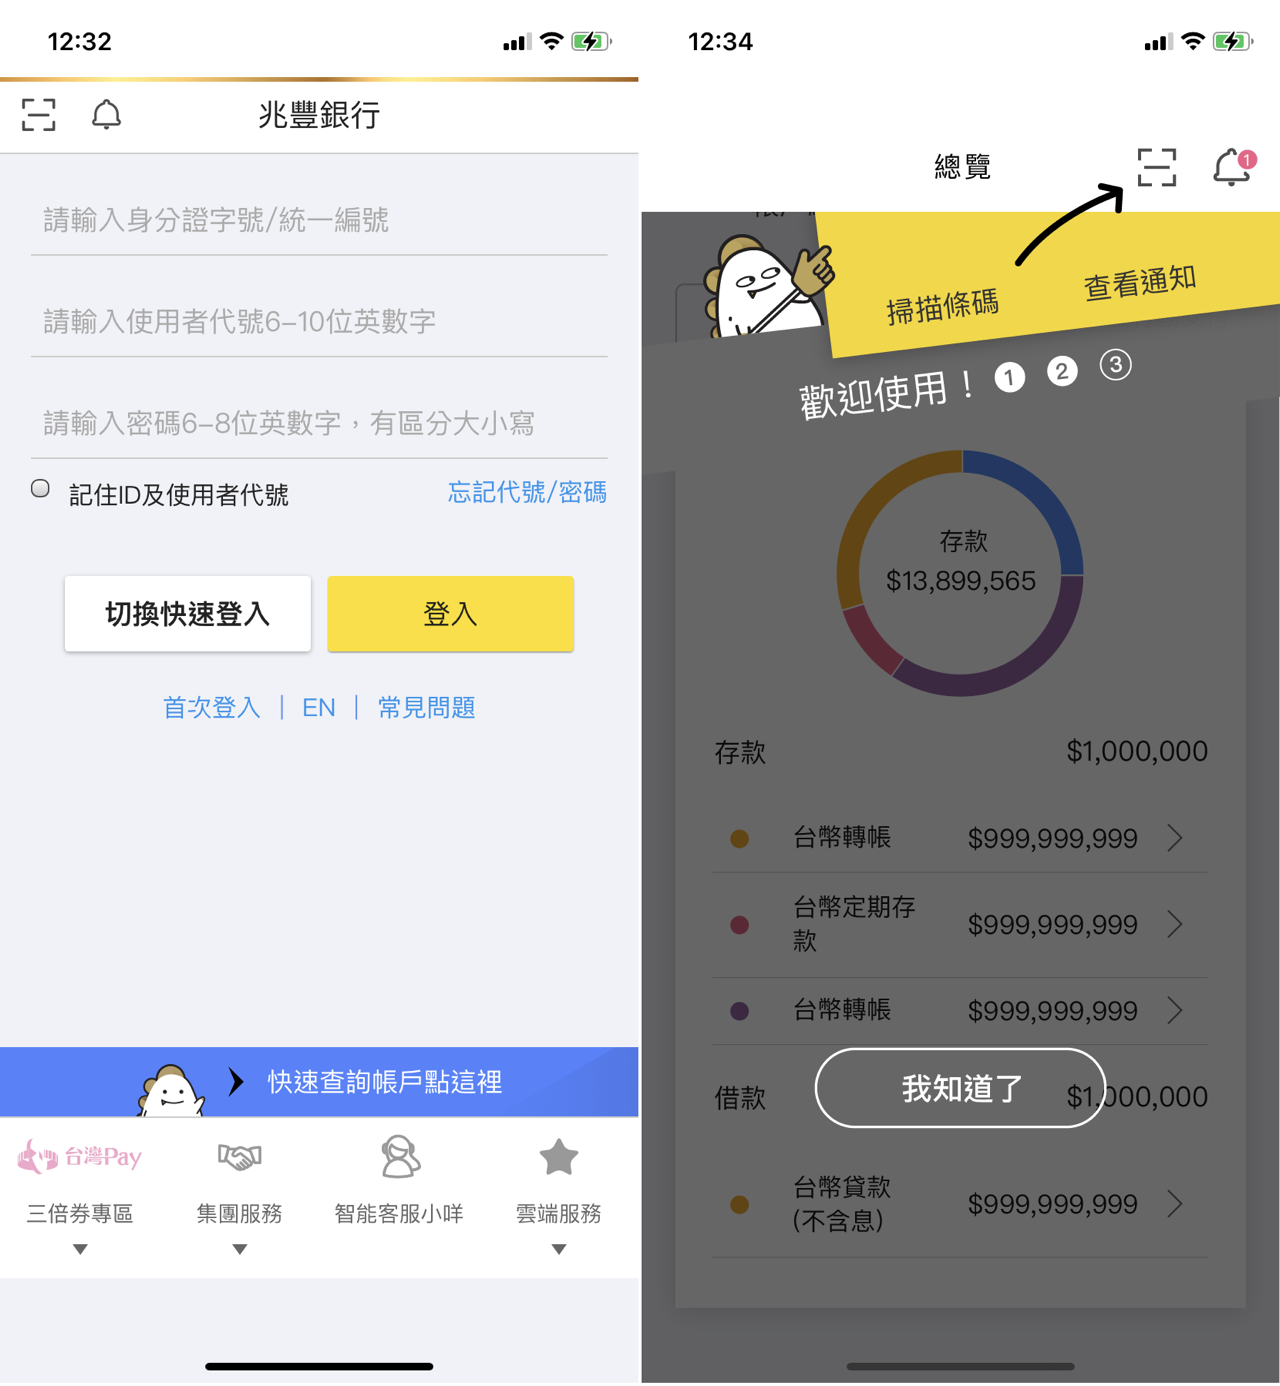 12:32
兆豐銀行
請輸入身分證字號/統一編號
請輸入使用者代號6-10位英數字
請輸入密碼6-8位英數字，有區分大小寫
記住ID及使用者代號
忘記代號/密碼
切換快速登入
登入
首次登入 | EN | 常見問題
快速查詢帳戶點這裡
台灣Pay
三倍券專區
集團服務
智能客服小咩
雲端服務
12:34
總覽
1
掃描條碼
查看通知
歡迎使用！ 1 2 3
存款
$13,899,565
存款 $1,000,000
台幣轉帳 $999,999,999
台幣定期存
款
$999,999,999
台幣轉帳 $999,999,999
我知道了
借款 $1,000,000
台幣貸款
(不含息)
$999,999,999